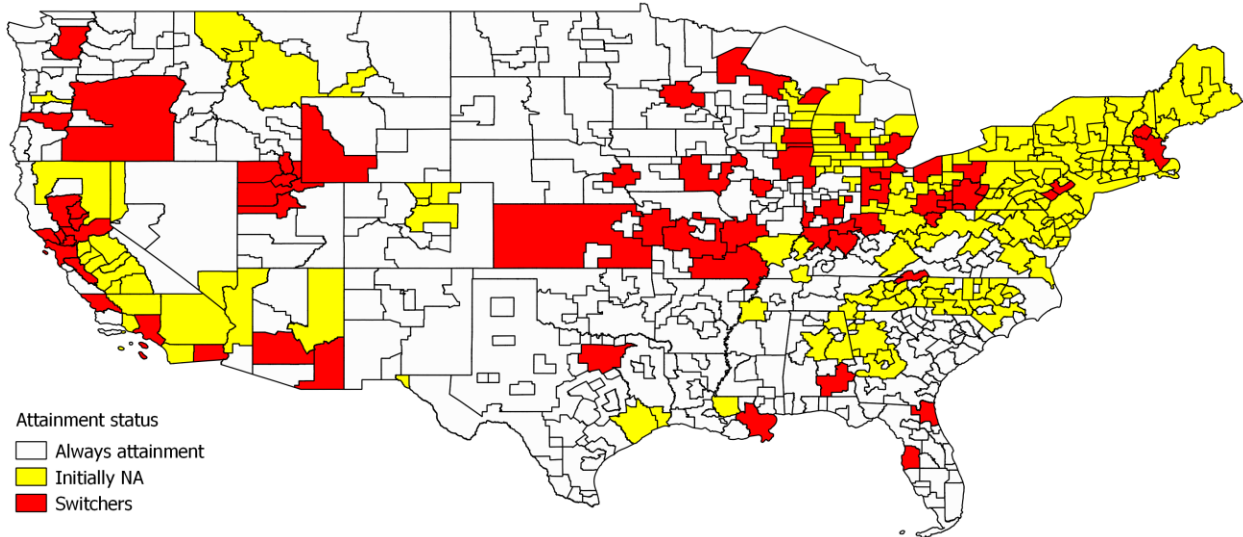 Attainment status
Always attainment
Initially NA
Switchers